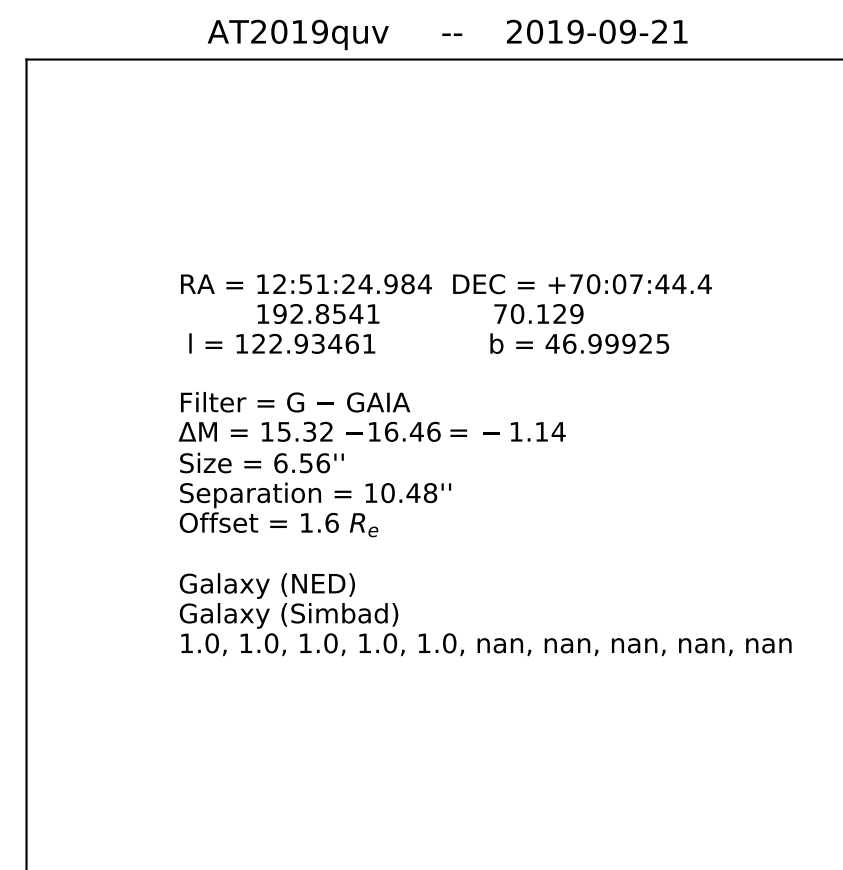 AT2019quv -- 2019-09-21
RA = 12:51:24.984 DEC = +70:07:44.4
192.8541 70.129
l = 122.93461 b = 46.99925
Filter = G − GAIA
ΔM = 15.32 −16.46 = − 1.14
Size = 6.56''
Separation = 10.48''
Offset = 1.6 Re
Galaxy (NED)
Galaxy (Simbad)
1.0, 1.0, 1.0, 1.0, 1.0, nan, nan, nan, nan, nan